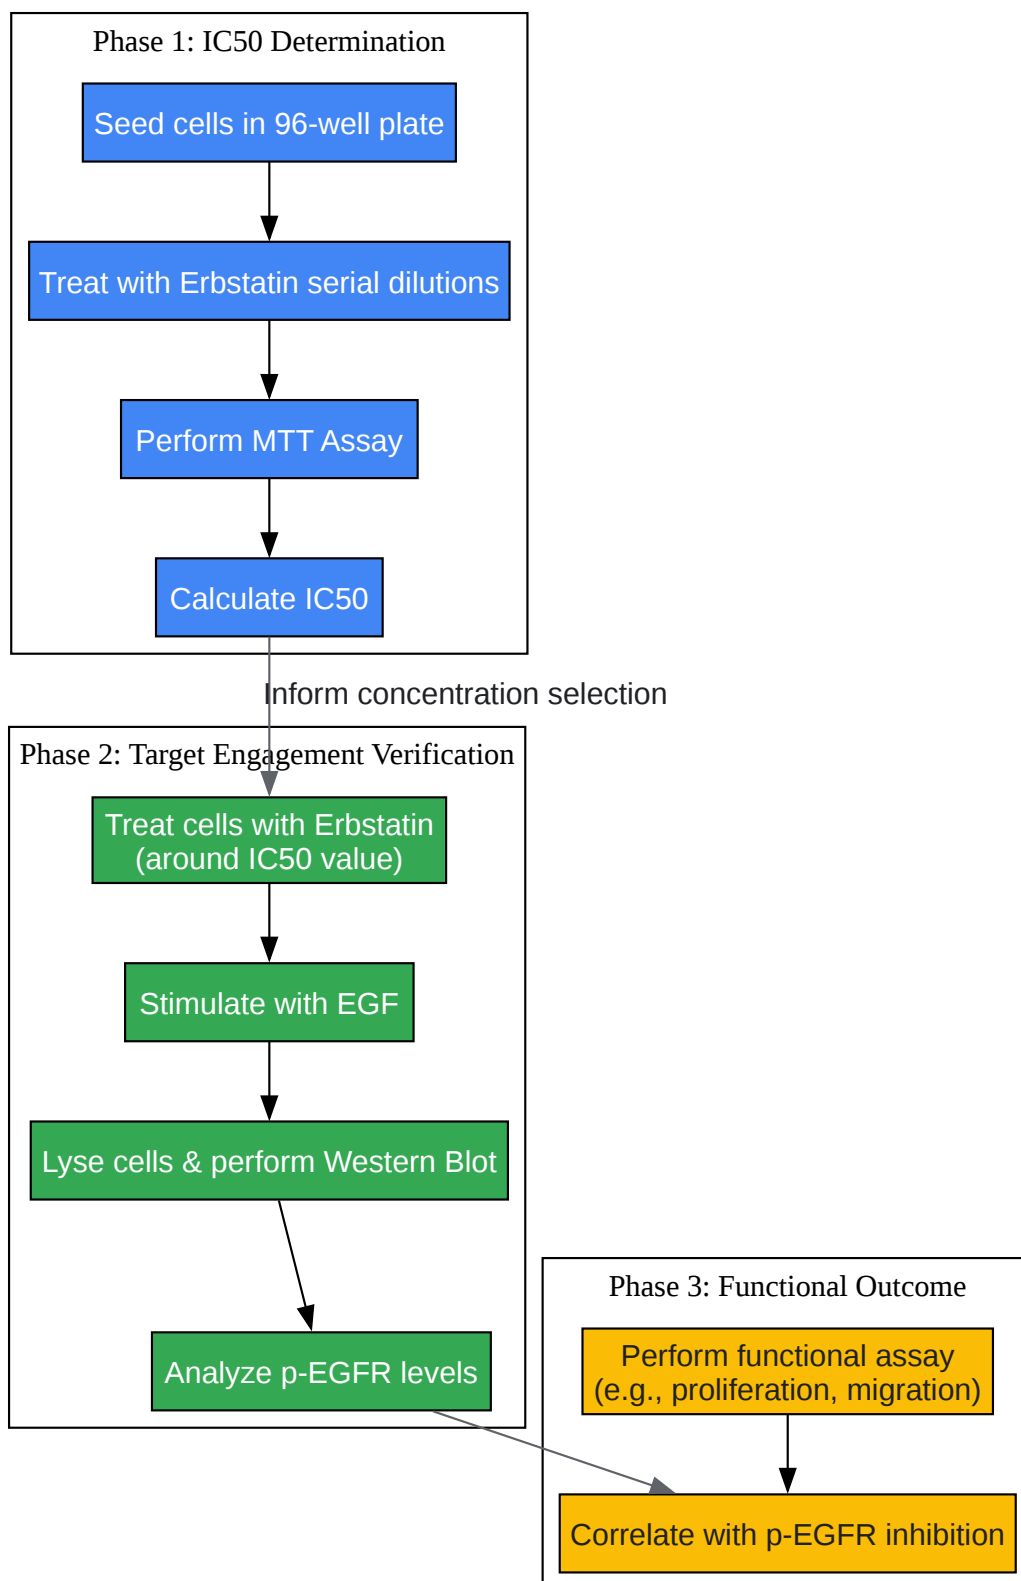 Phase 1: IC50 Determination
Seed cells in 96-well plate
Treat with Erbstatin serial dilutions
Perform MTT Assay
Calculate IC50
Inform concentration selection
Phase 2: Target Engagement Verification
Treat cells with Erbstatin
(around IC50 value)
Stimulate with EGF
Lyse cells & perform Western Blot
Analyze p-EGFR levels
Phase 3: Functional Outcome
Perform functional assay
(e.g., proliferation, migration)
Correlate with p-EGFR inhibition